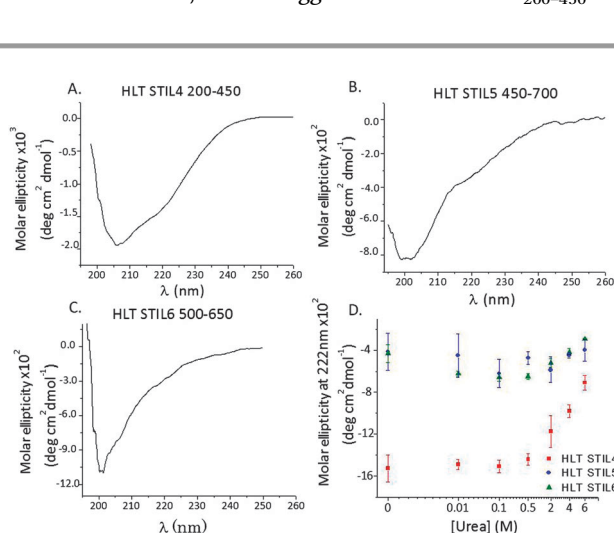 A.
HLT STIL4 200-450
Molar ellipticity x10³
(deg cm² dmol⁻¹)
0.0
-0.5
-1.0
-1.5
-2.0
200 210 220 230 240 250 260
λ (nm)
B.
HLT STIL5 450-700
Molar ellipticity x10²
(deg cm² dmol⁻¹)
0.0
-2.0
-4.0
-6.0
-8.0
200 210 220 230 240 250 260
λ (nm)
C.
HLT STIL6 500-650
Molar ellipticity x10²
(deg cm² dmol⁻¹)
0.0
-3.0
-6.0
-9.0
-12.0
200 210 220 230 240 250 260
λ (nm)
D.
Molar ellipticity at 222nm x10²
(deg cm² dmol⁻¹)
-4
-8
-12
-16
HLT STIL4
HLT STIL5
HLT STIL6
0 0.01 0.1 0.5 2 4 6
[Urea] (M)